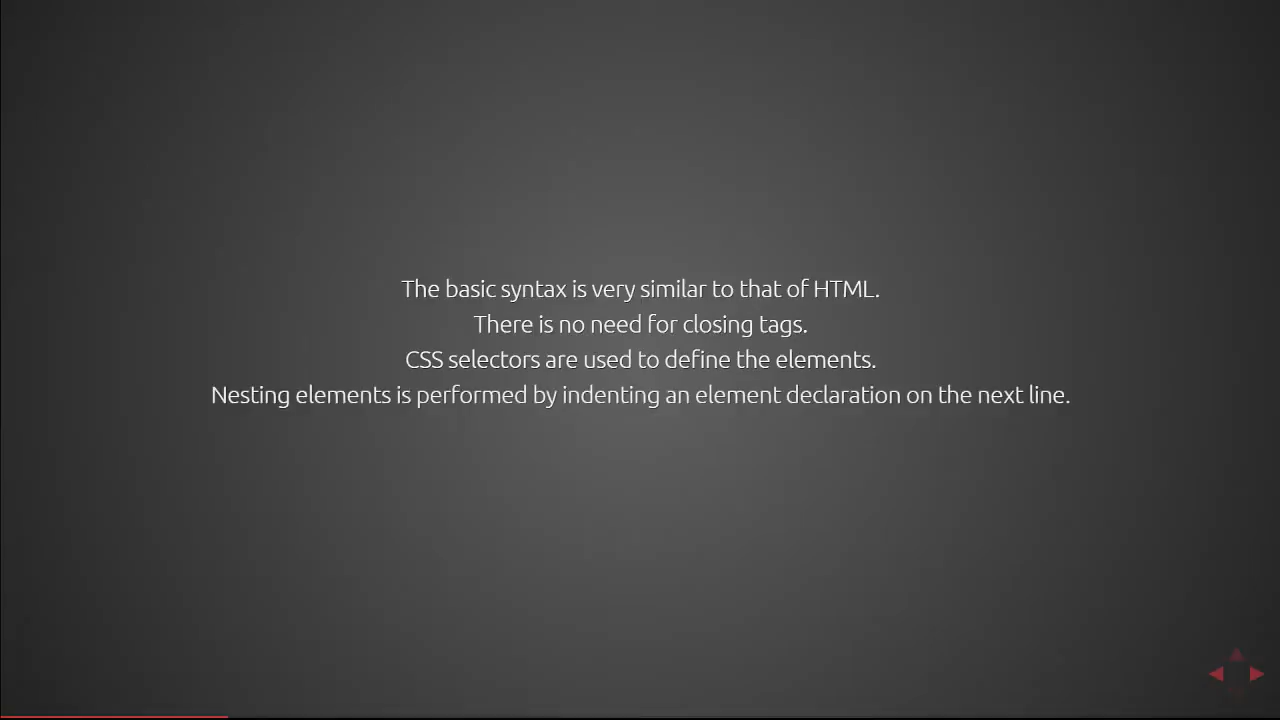 The basic syntax is very similar to that of HTML.
There is no need for closing tags.
CSS selectors are used to define the elements.
Nesting elements is performed by indenting an element declaration on the next line.